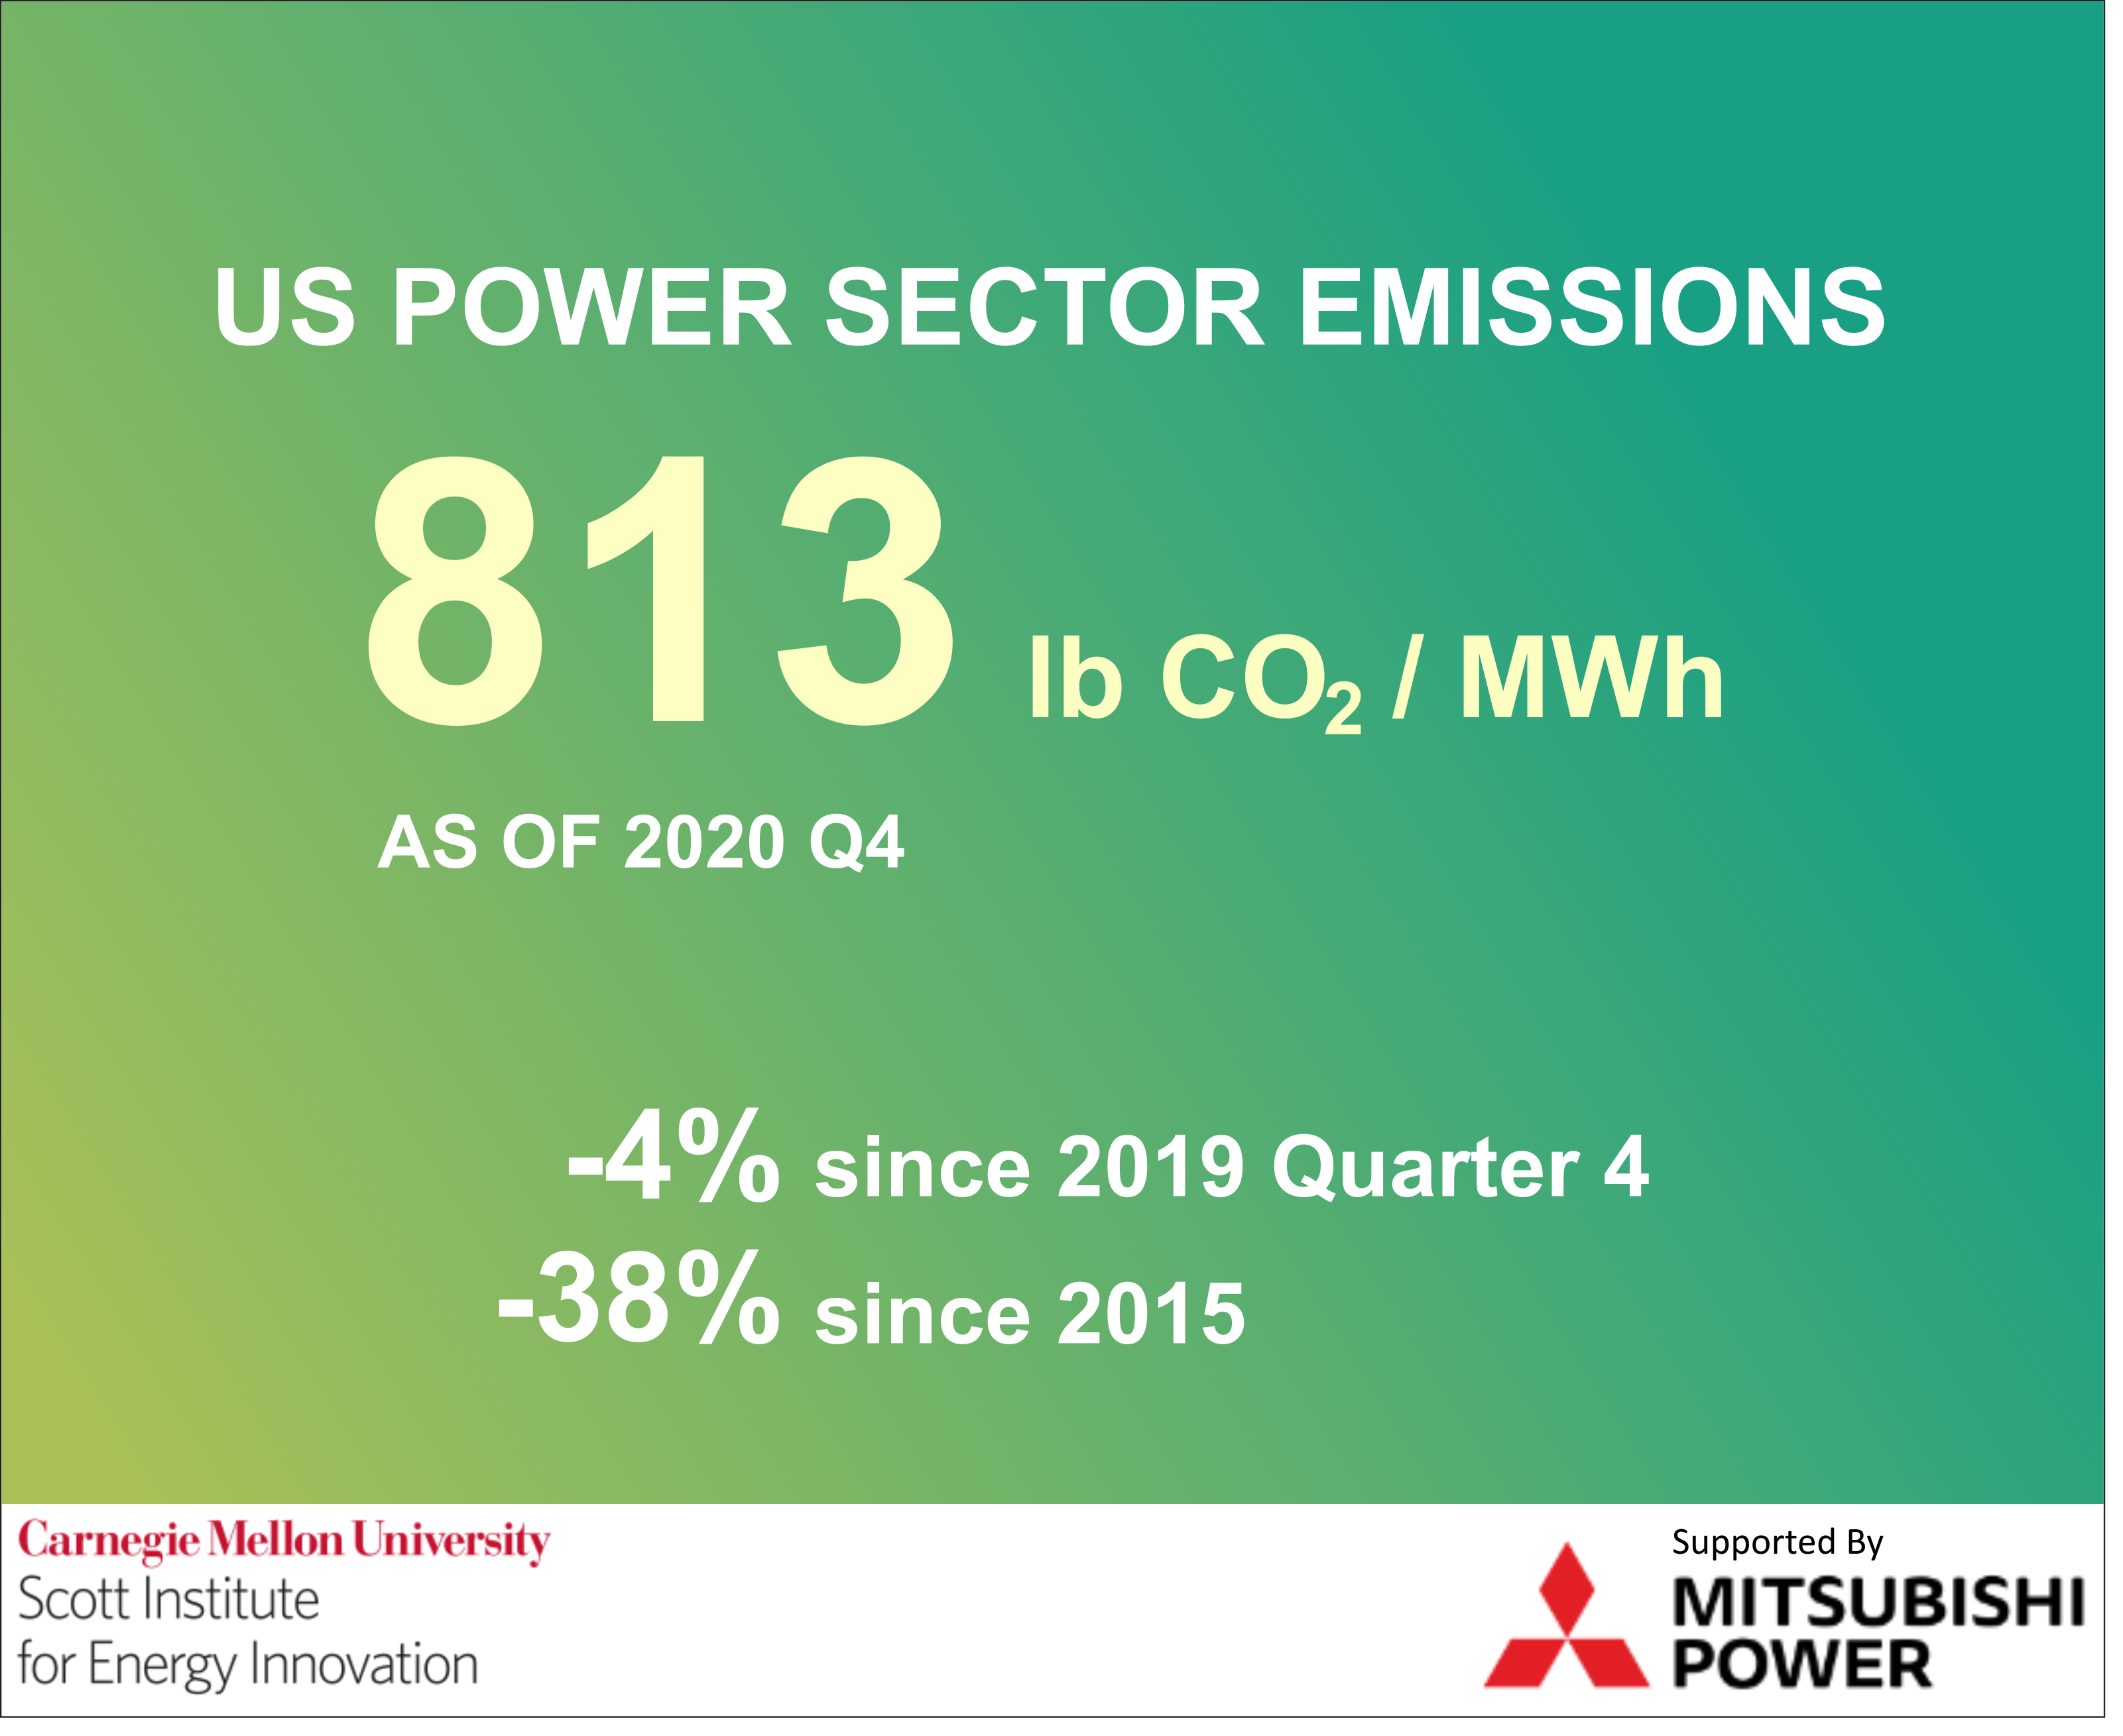 US POWER SECTOR EMISSIONS
813 lb CO₂ / MWh
AS OF 2020 Q4
-4% since 2019 Quarter 4
-38% since 2015
Carnegie Mellon University
Scott Institute
for Energy Innovation
Supported By
MITSUBISHI
POWER